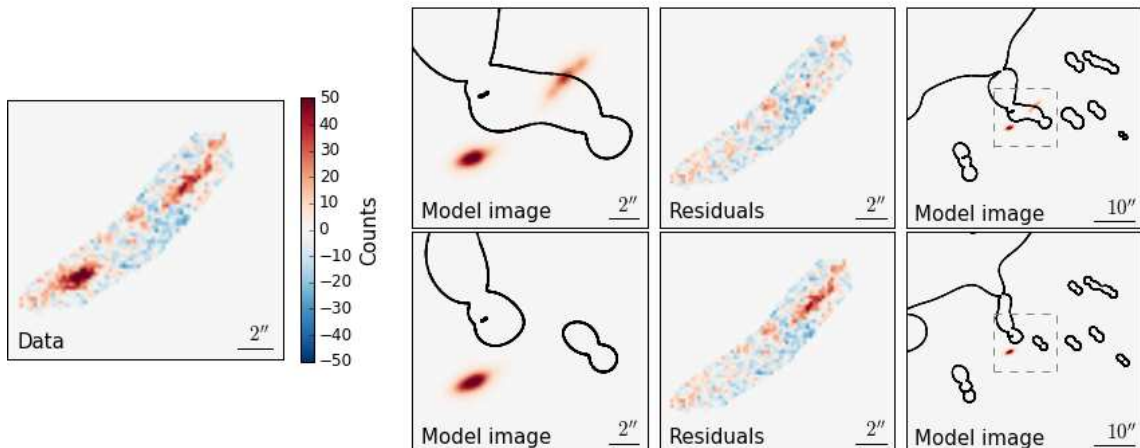 Data
2″
50
40
30
20
10
0
−10
−20
−30
−40
−50
Counts
Model image
2″
Residuals
2″
Model image
10″
Model image
2″
Residuals
2″
Model image
10″